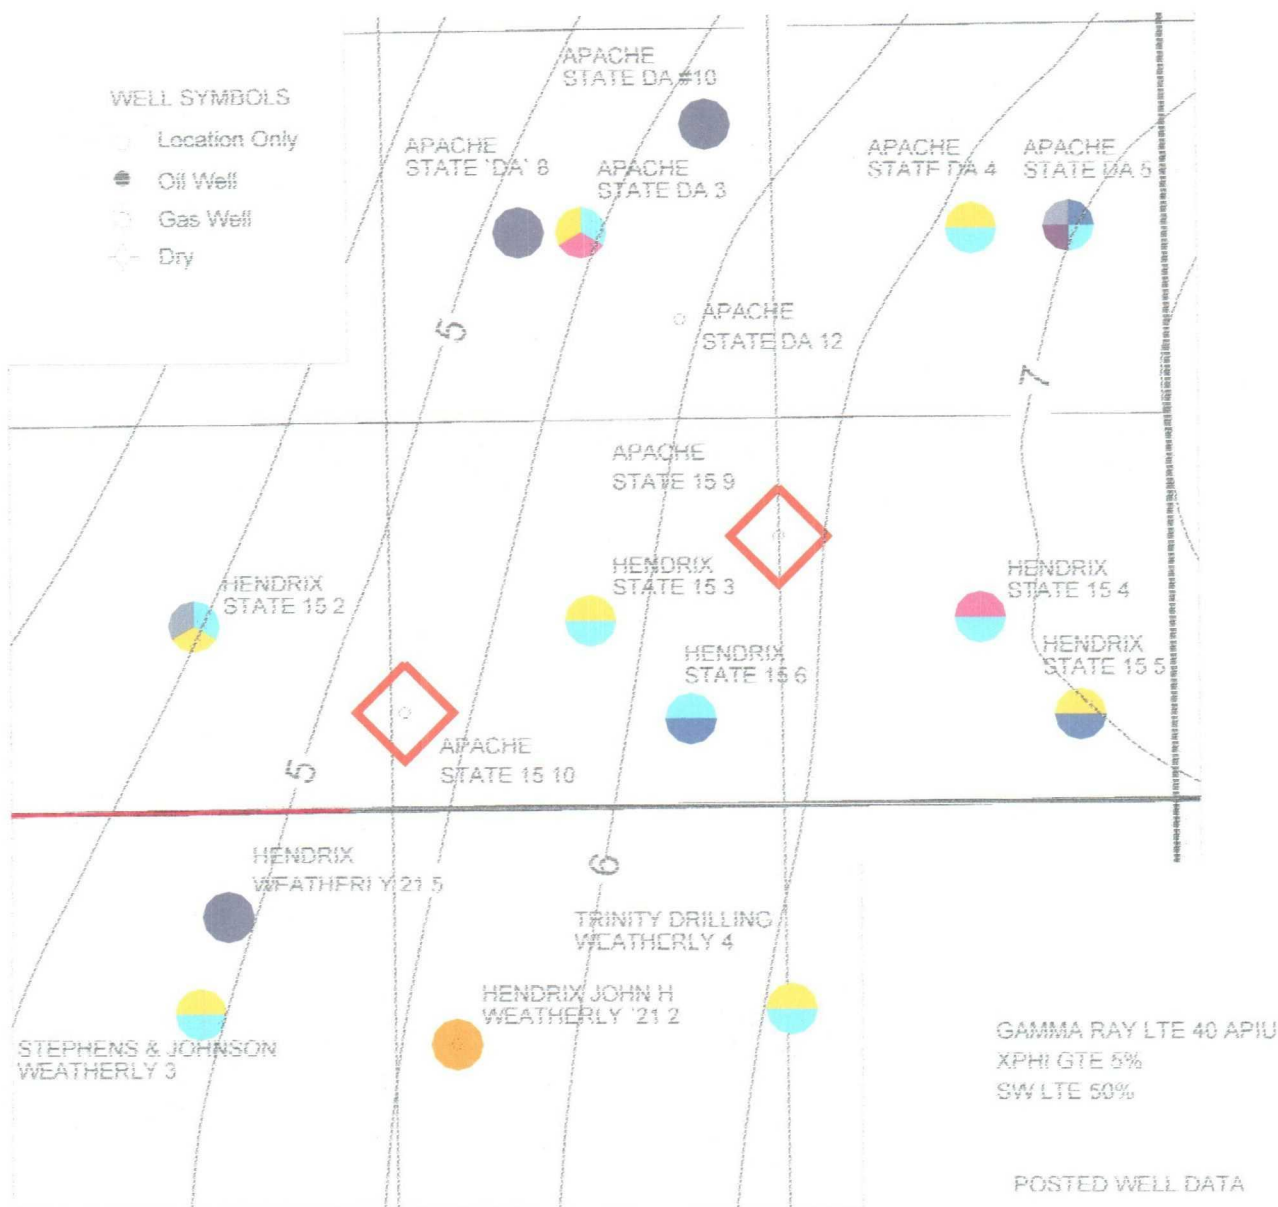 WELL SYMBOLS
Location Only
Oil Well
Gas Well
Dry
APACHE
STATE DA #10
APACHE
STATE 'DA' 8
APACHE
STATE DA 3
APACHE
STATE DA 4
APACHE
STATE DA 5
5
APACHE
STATE DA 12
7
APACHE
STATE 15 9
HENDRIX
STATE 15 2
HENDRIX
STATE 15 3
HENDRIX
STATE 15 4
HENDRIX
STATE 15 6
HENDRIX
STATE 15 5
APACHE
STATE 15 10
5
HENDRIX
WEATHERLY 21 5
6
TRINITY DRILLING
WEATHERLY 4
HENDRIX JOHN H
WEATHERLY '21 2
STEPHENS & JOHNSON
WEATHERLY 3
GAMMA RAY LTE 40 APIU
XPHI GTE 5%
SW LTE 50%
POSTED WELL DATA